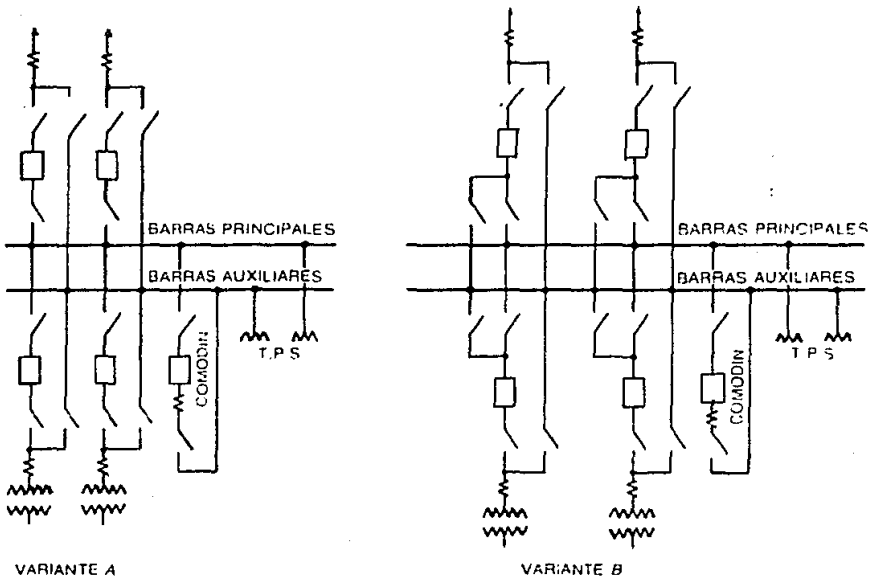 BARRAS PRINCIPALES
BARRAS AUXILIARES
T.P.S
COMODIN
VARIANTE A
BARRAS PRINCIPALES
BARRAS AUXILIARES
T.P.S
COMODIN
VARIANTE B